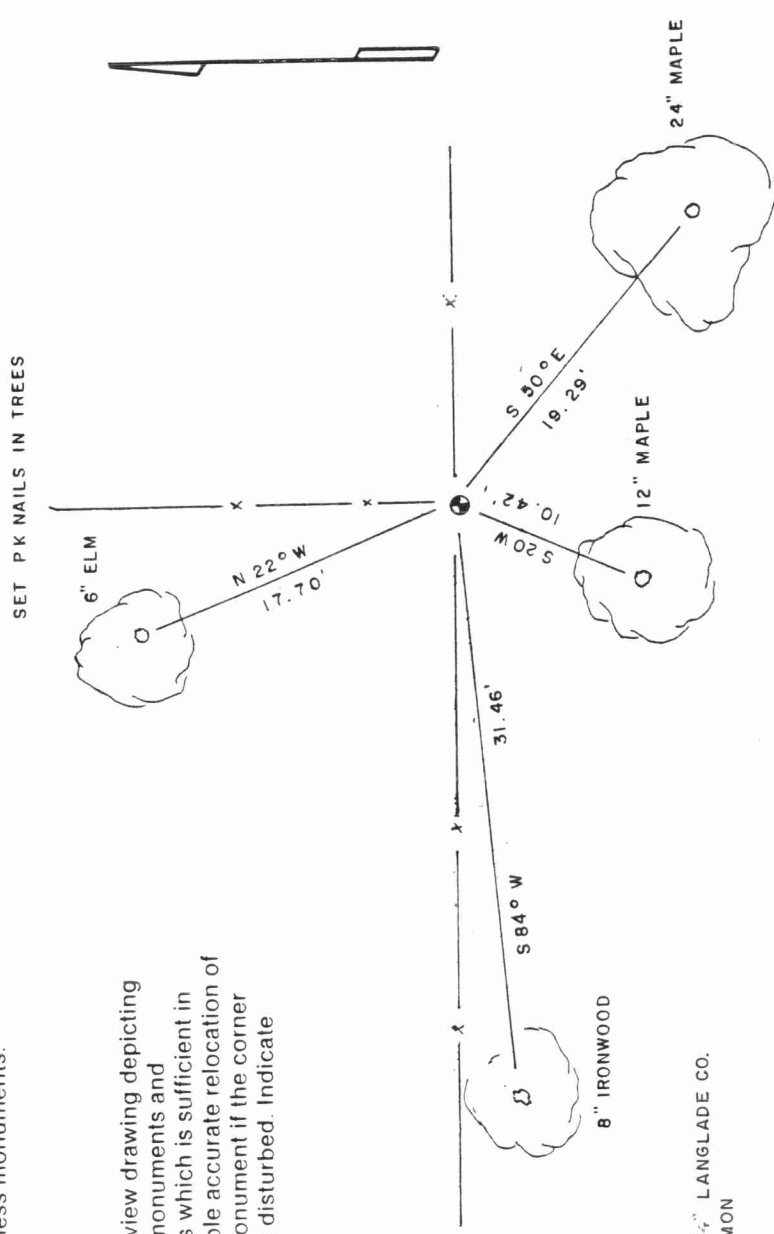 less monuments.
SET PK NAILS IN TREES
view drawing depicting
monuments and
s which is sufficient in
ble accurate relocation of
onument if the corner
disturbed. Indicate
6" ELM
N 22° W
17.70'
x
x
x
x
x
S 50° E
19.29'
24" MAPLE
10.42'
S 20 W
12" MAPLE
31.46'
S 84° W
8" IRONWOOD
LANGLADE CO.
MON